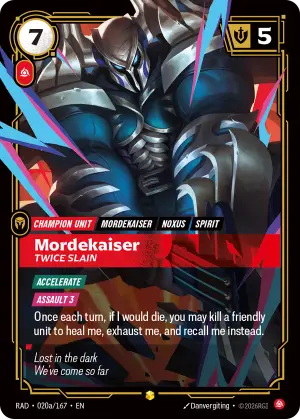 7
5
CHAMPION UNIT MORDEKAISER NOXUS SPIRIT
Mordekaiser
TWICE SLAIN
ACCELERATE
ASSAULT 3
Once each turn, if I would die, you may kill a friendly
unit to heal me, exhaust me, and recall me instead.
Lost in the dark
We've come so far
RAD • 020a/167 • EN
Danvergiting • ©2026RGI